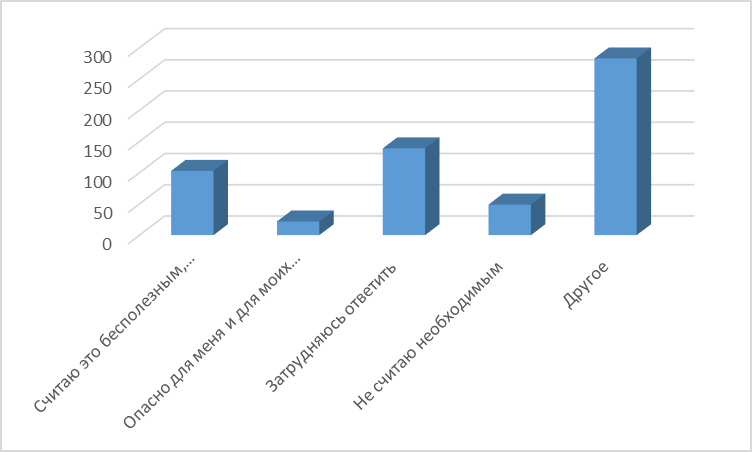 300
250
200
150
100
50
0
Считаю это бесполезным,...
Опасно для меня и для моих...
Затрудняюсь ответить
Не считаю необходимым
Другое